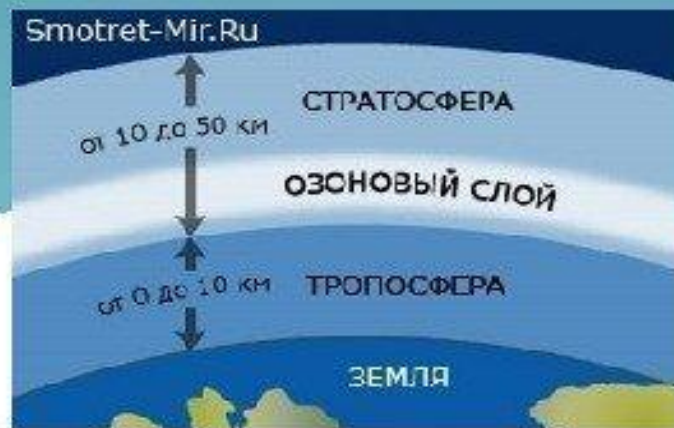 Smotret-Mir.Ru
СТРАТОСФЕРА
от 10 до 50 км
ОЗОНОВЫЙ СЛОЙ
от 0 до 10 км
ТРОПОСФЕРА
ЗЕМЛЯ